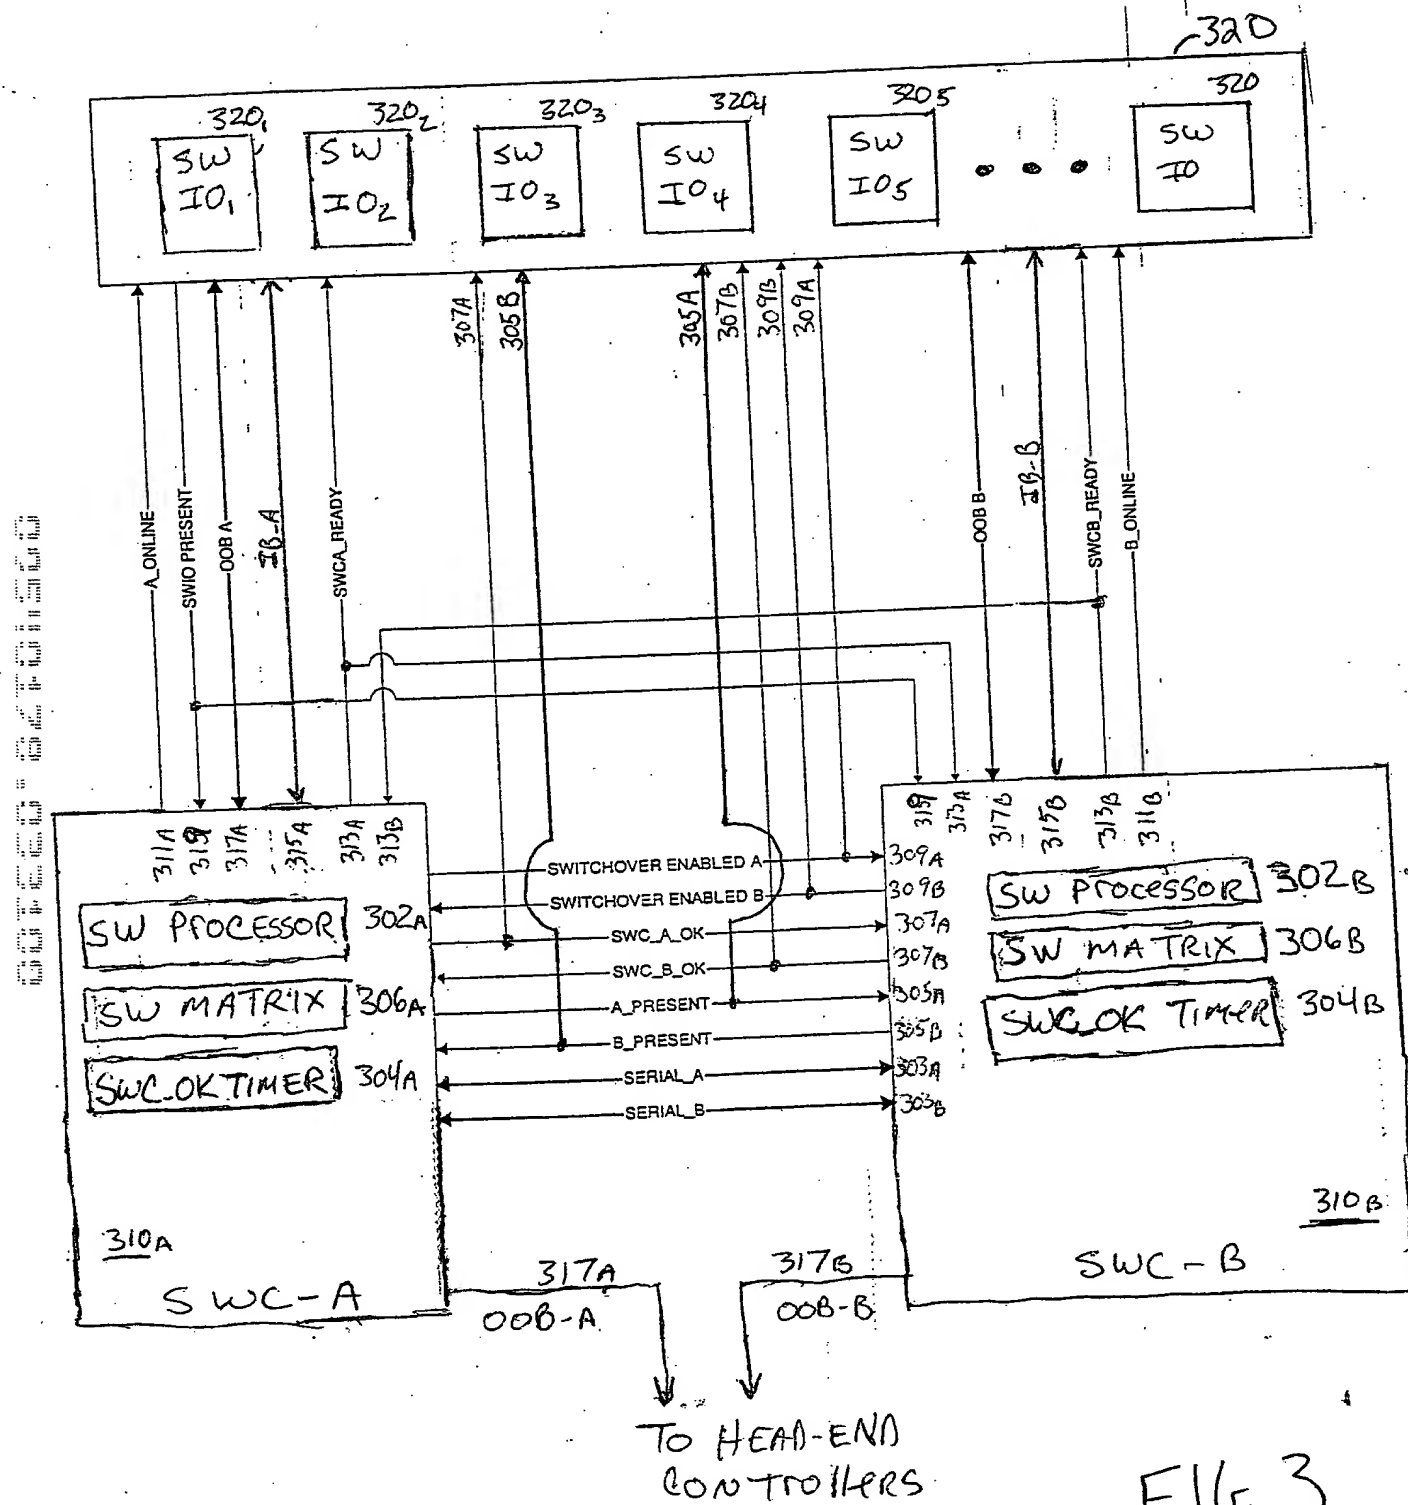 320
320₁
320₂
320₃
320₄
320₅
320
SW
IO₁
SW
IO₂
SW
IO₃
SW
IO₄
SW
IO₅
SW
IO
307A
305B
305A
307B
309B
309A
A_ONLINE
SWIO PRESENT
OOB A
IB-A
SWCA_READY
OOB B
IB-B
SWCB_READY
B_ONLINE
311A
319
317A
315A
313A
313B
319
313A
317B
315B
313B
311B
SWITCHOVER ENABLED A
309A
SWITCHOVER ENABLED B
309B
SWC_A_OK
307A
SWC_B_OK
307B
A_PRESENT
305A
B_PRESENT
305B
SERIAL_A
303A
SERIAL_B
303B
SW PROCESSOR
302A
SW MATRIX
306A
SWC_OK TIMER
304A
SW Processor
302B
SW MATRIX
306B
SWC_OK TIMER
304B
310A
SWC-A
310B
SWC-B
317A
OOB-A
317B
OOB-B
TO HEAD-END
CONTROllERS
FIG 3